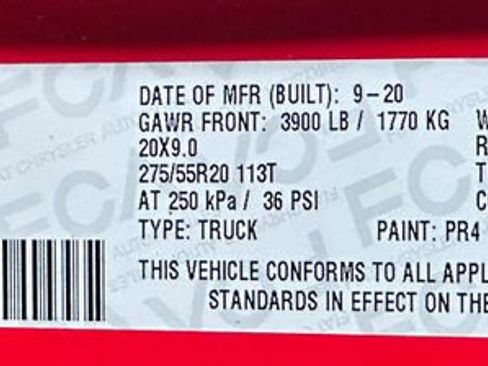 DATE OF MFR (BUILT): 9-20
GAWR FRONT: 3900 LB / 1770 KG
20X9.0
275/55R20 113T
AT 250 kPa / 36 PSI
TYPE: TRUCK PAINT: PR4
THIS VEHICLE CONFORMS TO ALL APPL
STANDARDS IN EFFECT ON THE